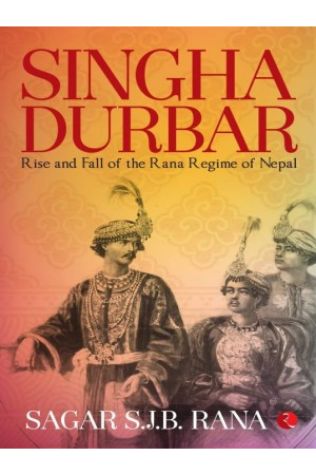 SINGHA
DURBAR
Rise and Fall of the Rana Regime of Nepal
SAGAR S.J.B. RANA